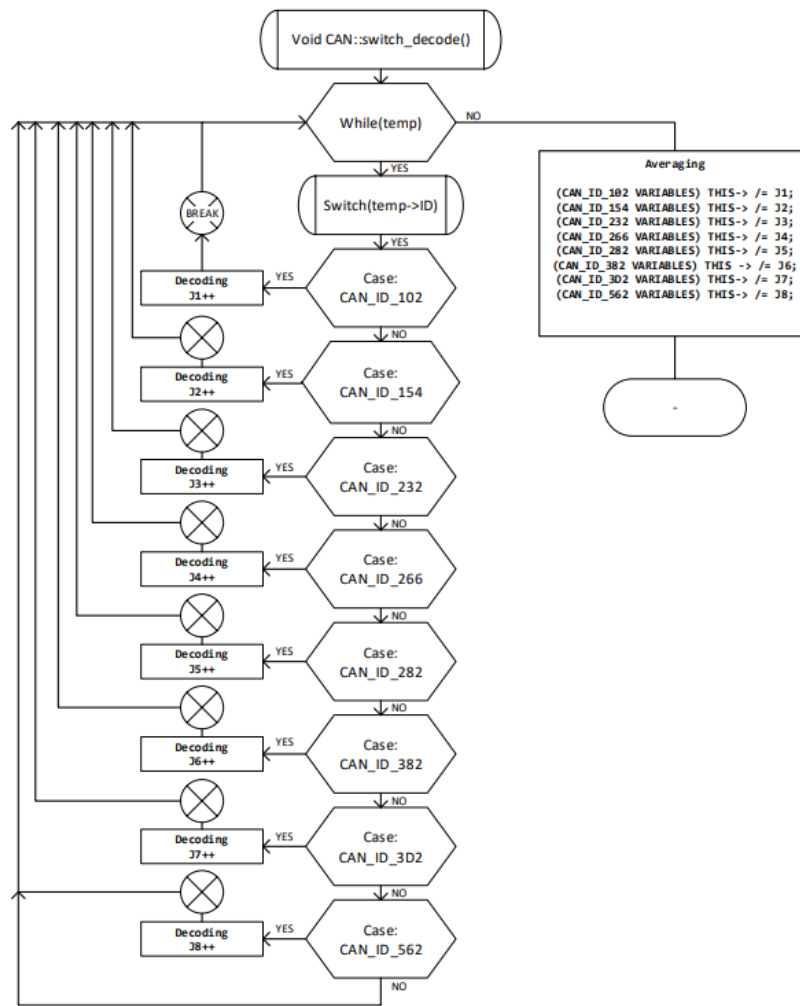 Void CAN::switch_decode()
While(temp)
NO
YES
Switch(temp->ID)
YES
Averaging
(CAN_ID_102 VARIABLES) THIS-> /= J1;
(CAN_ID_154 VARIABLES) THIS-> /= J2;
(CAN_ID_232 VARIABLES) THIS-> /= J3;
(CAN_ID_266 VARIABLES) THIS-> /= J4;
(CAN_ID_282 VARIABLES) THIS-> /= J5;
(CAN_ID_382 VARIABLES) THIS -> /= J6;
(CAN_ID_3D2 VARIABLES) THIS-> /= J7;
(CAN_ID_562 VARIABLES) THIS-> /= J8;
-
BREAK
Decoding
J1++
YES
Case:
CAN_ID_102
NO
Decoding
J2++
YES
Case:
CAN_ID_154
NO
Decoding
J3++
YES
Case:
CAN_ID_232
NO
Decoding
J4++
YES
Case:
CAN_ID_266
NO
Decoding
J5++
YES
Case:
CAN_ID_282
NO
Decoding
J6++
YES
Case:
CAN_ID_382
NO
Decoding
J7++
YES
Case:
CAN_ID_3D2
NO
Decoding
J8++
YES
Case:
CAN_ID_562
NO